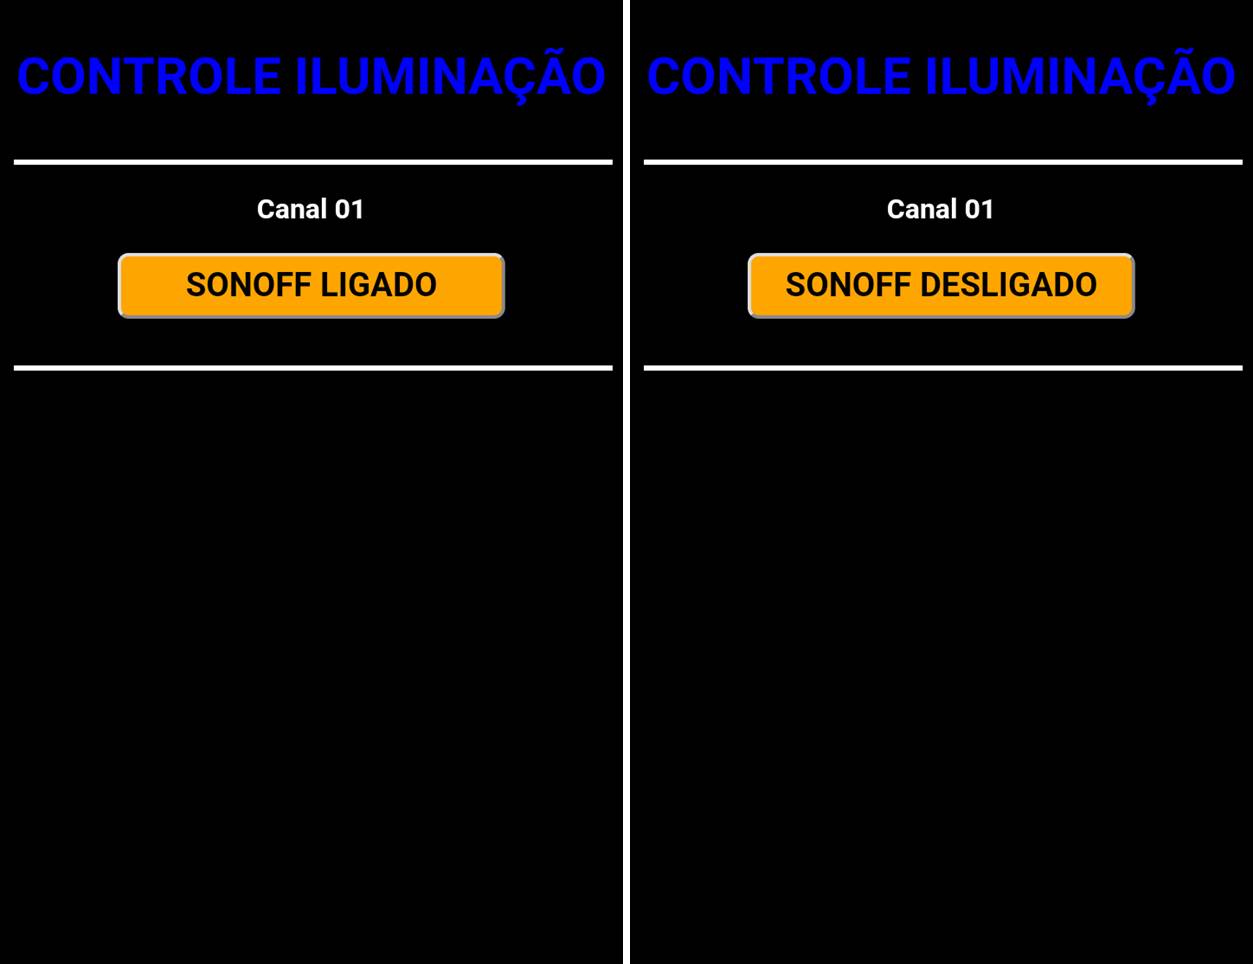 CONTROLE ILUMINAÇÃO
Canal 01
SONOFF LIGADO
CONTROLE ILUMINAÇÃO
Canal 01
SONOFF DESLIGADO